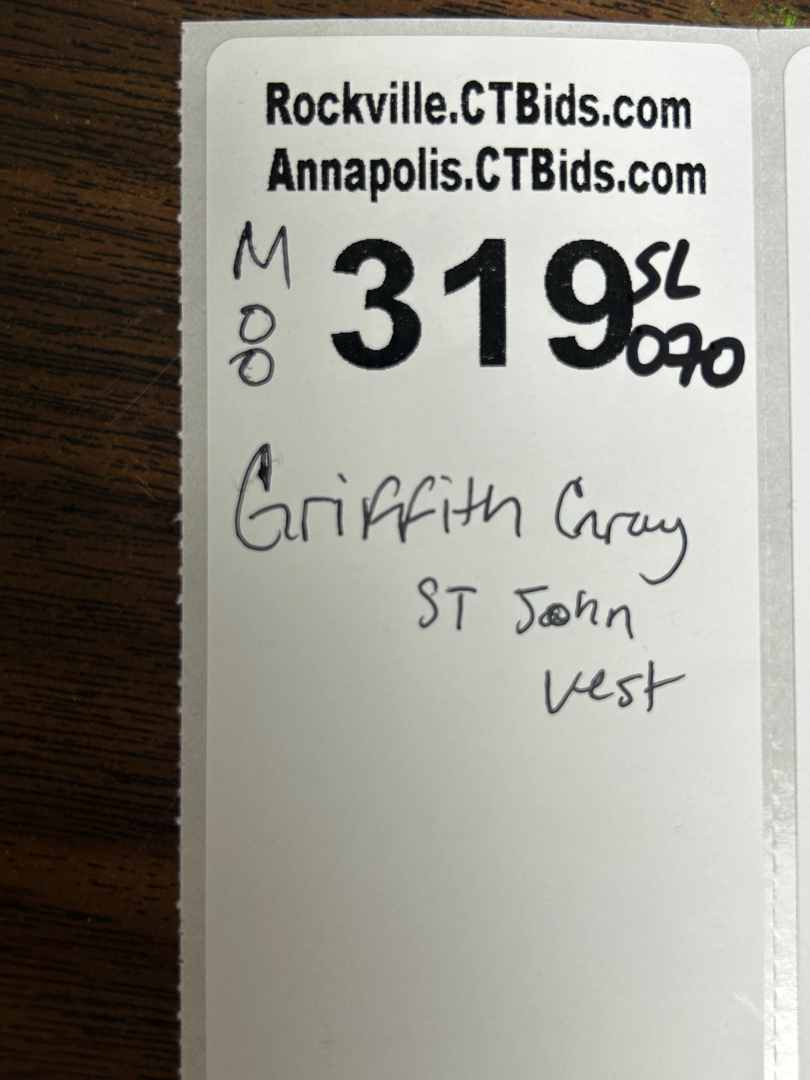 Rockville.CTBids.com
Annapolis.CTBids.com
M
O
O
319
SL
070
Griffith Gray
ST John
Vest